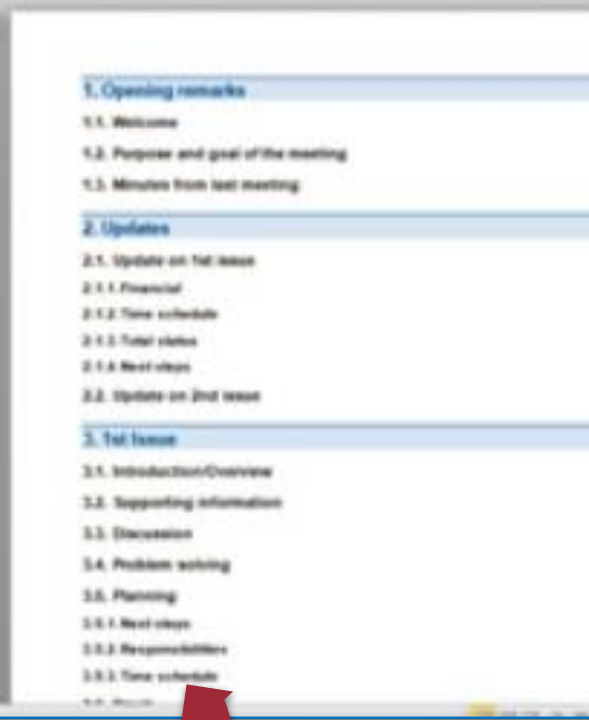 1. Opening remarks
1.1. Welcome
1.2. Purpose and goal of the meeting
1.3. Minutes from last meeting
2. Updates
2.1. Update on 1st issue
2.1.1 Financial
2.1.2 Time schedule
2.1.3 Total status
2.1.4 Next steps
2.2. Update on 2nd issue
3. 1st Issue
3.1. Introduction/Overview
3.2. Supporting information
3.3. Discussion
3.4. Problem solving
3.5. Planning
3.5.1 Next steps
3.5.2 Responsibilities
3.5.3 Time schedule